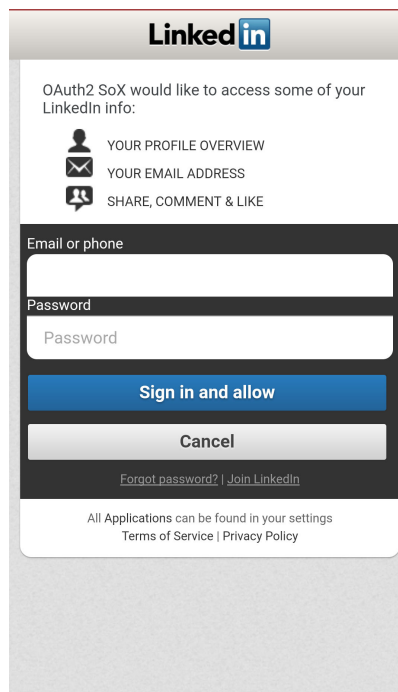 Linked in
OAuth2 SoX would like to access some of your
LinkedIn info:
YOUR PROFILE OVERVIEW
YOUR EMAIL ADDRESS
SHARE, COMMENT & LIKE
Email or phone
Password
Password
Sign in and allow
Cancel
Forgot password? | Join LinkedIn
All Applications can be found in your settings
Terms of Service | Privacy Policy